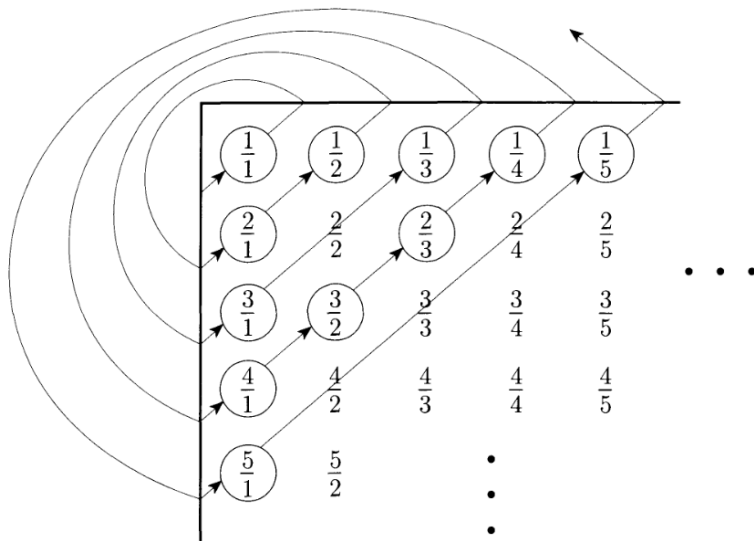 1/1 1/2 1/3 1/4 1/5
2/1 2/2 2/3 2/4 2/5 . . .
3/1 3/2 3/3 3/4 3/5
4/1 4/2 4/3 4/4 4/5
5/1 5/2